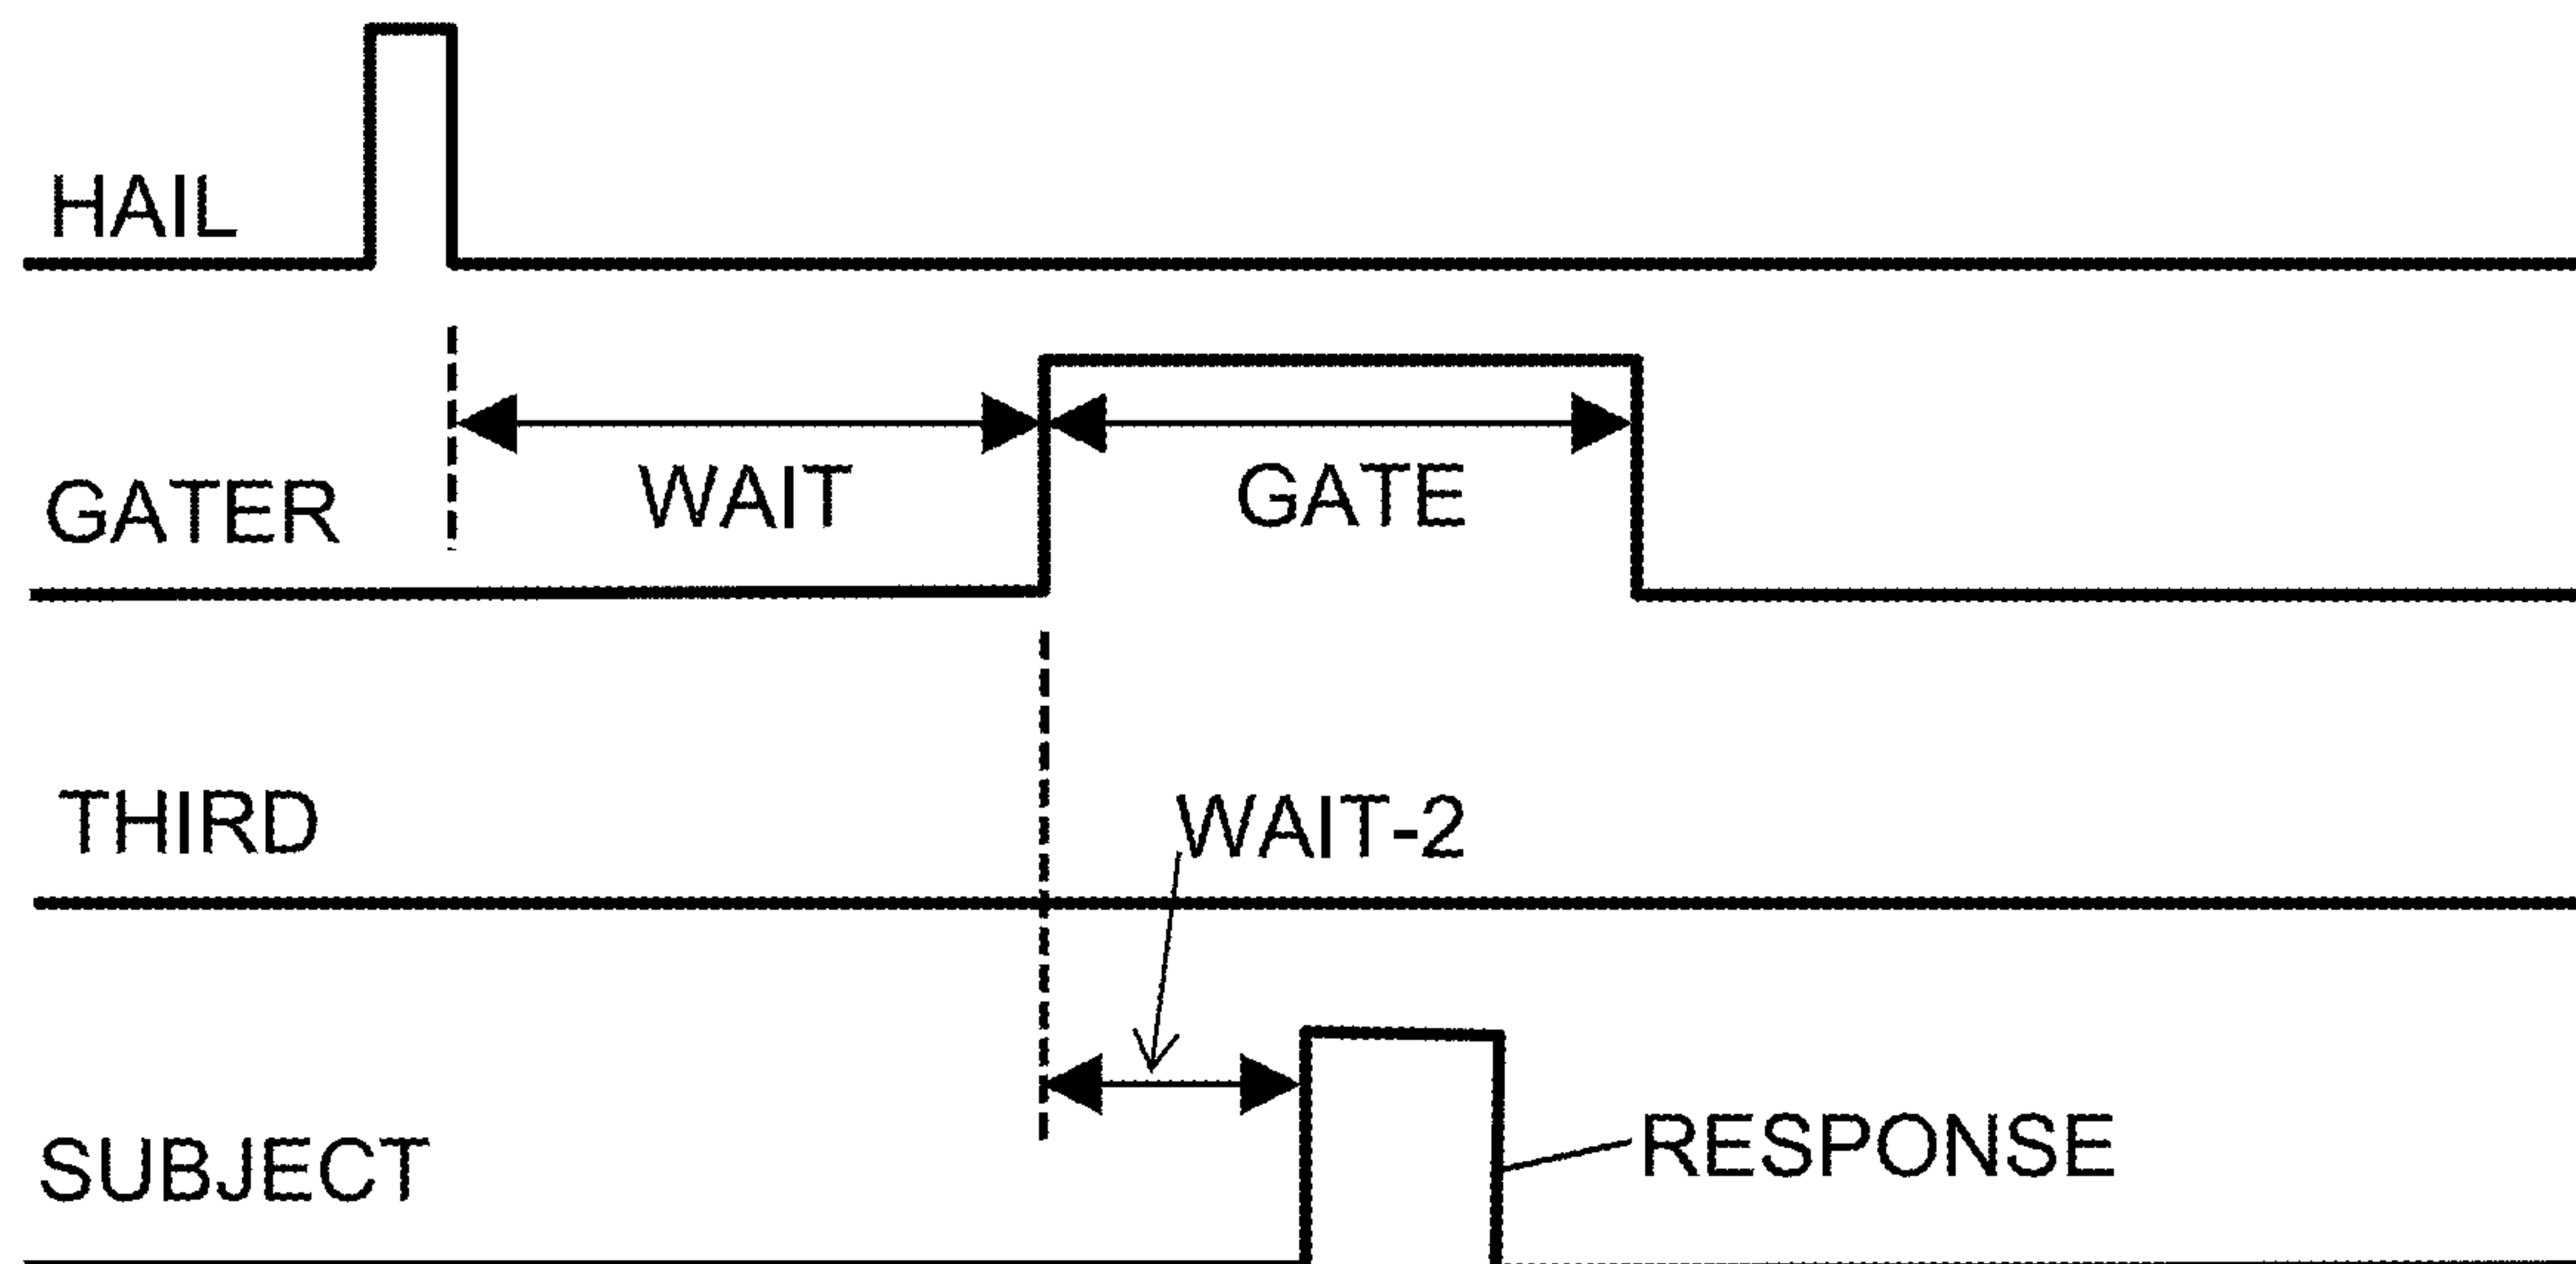 HAIL
GATER
WAIT
GATE
THIRD
WAIT-2
SUBJECT
RESPONSE